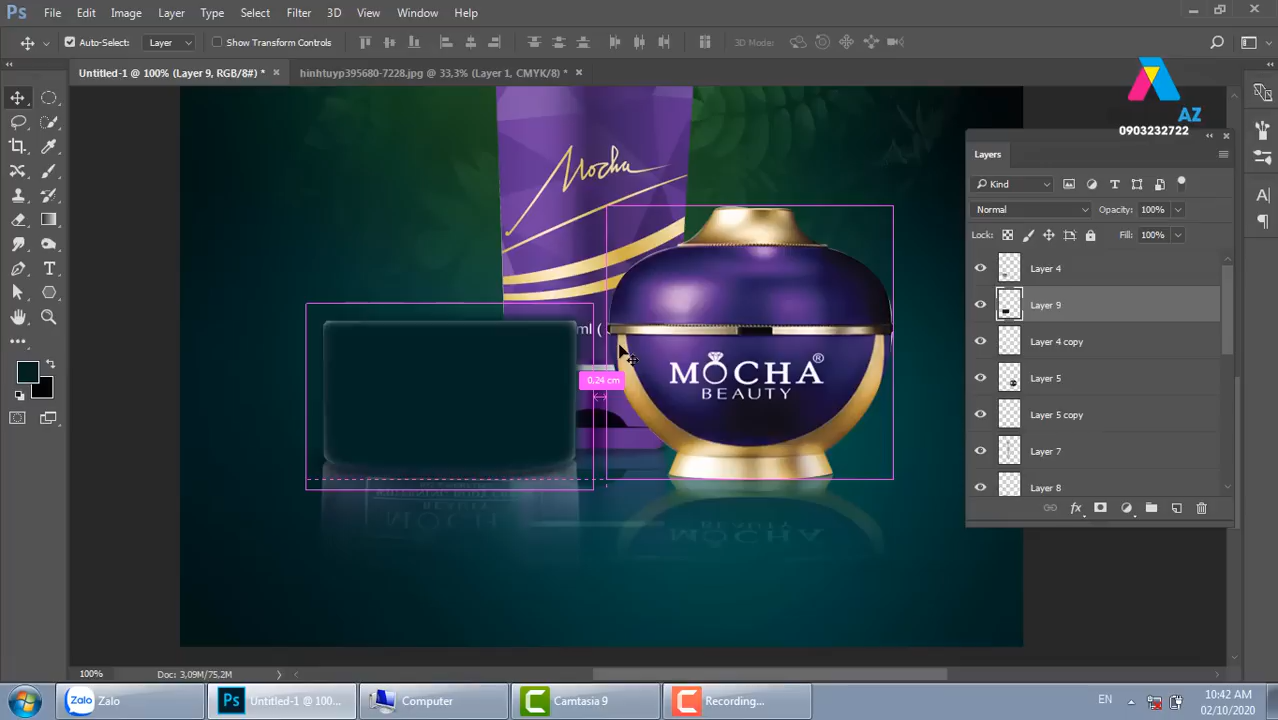 Ps File Edit Image Layer Type Select Filter 3D View Window Help
Auto-Select: Layer Show Transform Controls 3D Mode:
Untitled-1 @ 100% (Layer 9, RGB/8#) * × hinhtuyp395680-7228.jpg @ 33,3% (Layer 1, CMYK/8) * ×
AZ
0903232722
Layers
Kind
Normal Opacity: 100%
Lock: Fill: 100%
Layer 4
Layer 9
Layer 4 copy
Layer 5
Layer 5 copy
Layer 7
Layer 8
fx
Mocha
ml (
0.24 cm
MOCHA®
BEAUTY
100% Doc: 3,09M/75,2M
Zalo Zalo
Ps Untitled-1 @ 100...
Computer
Camtasia 9
Recording...
EN
10:42 AM
02/10/2020